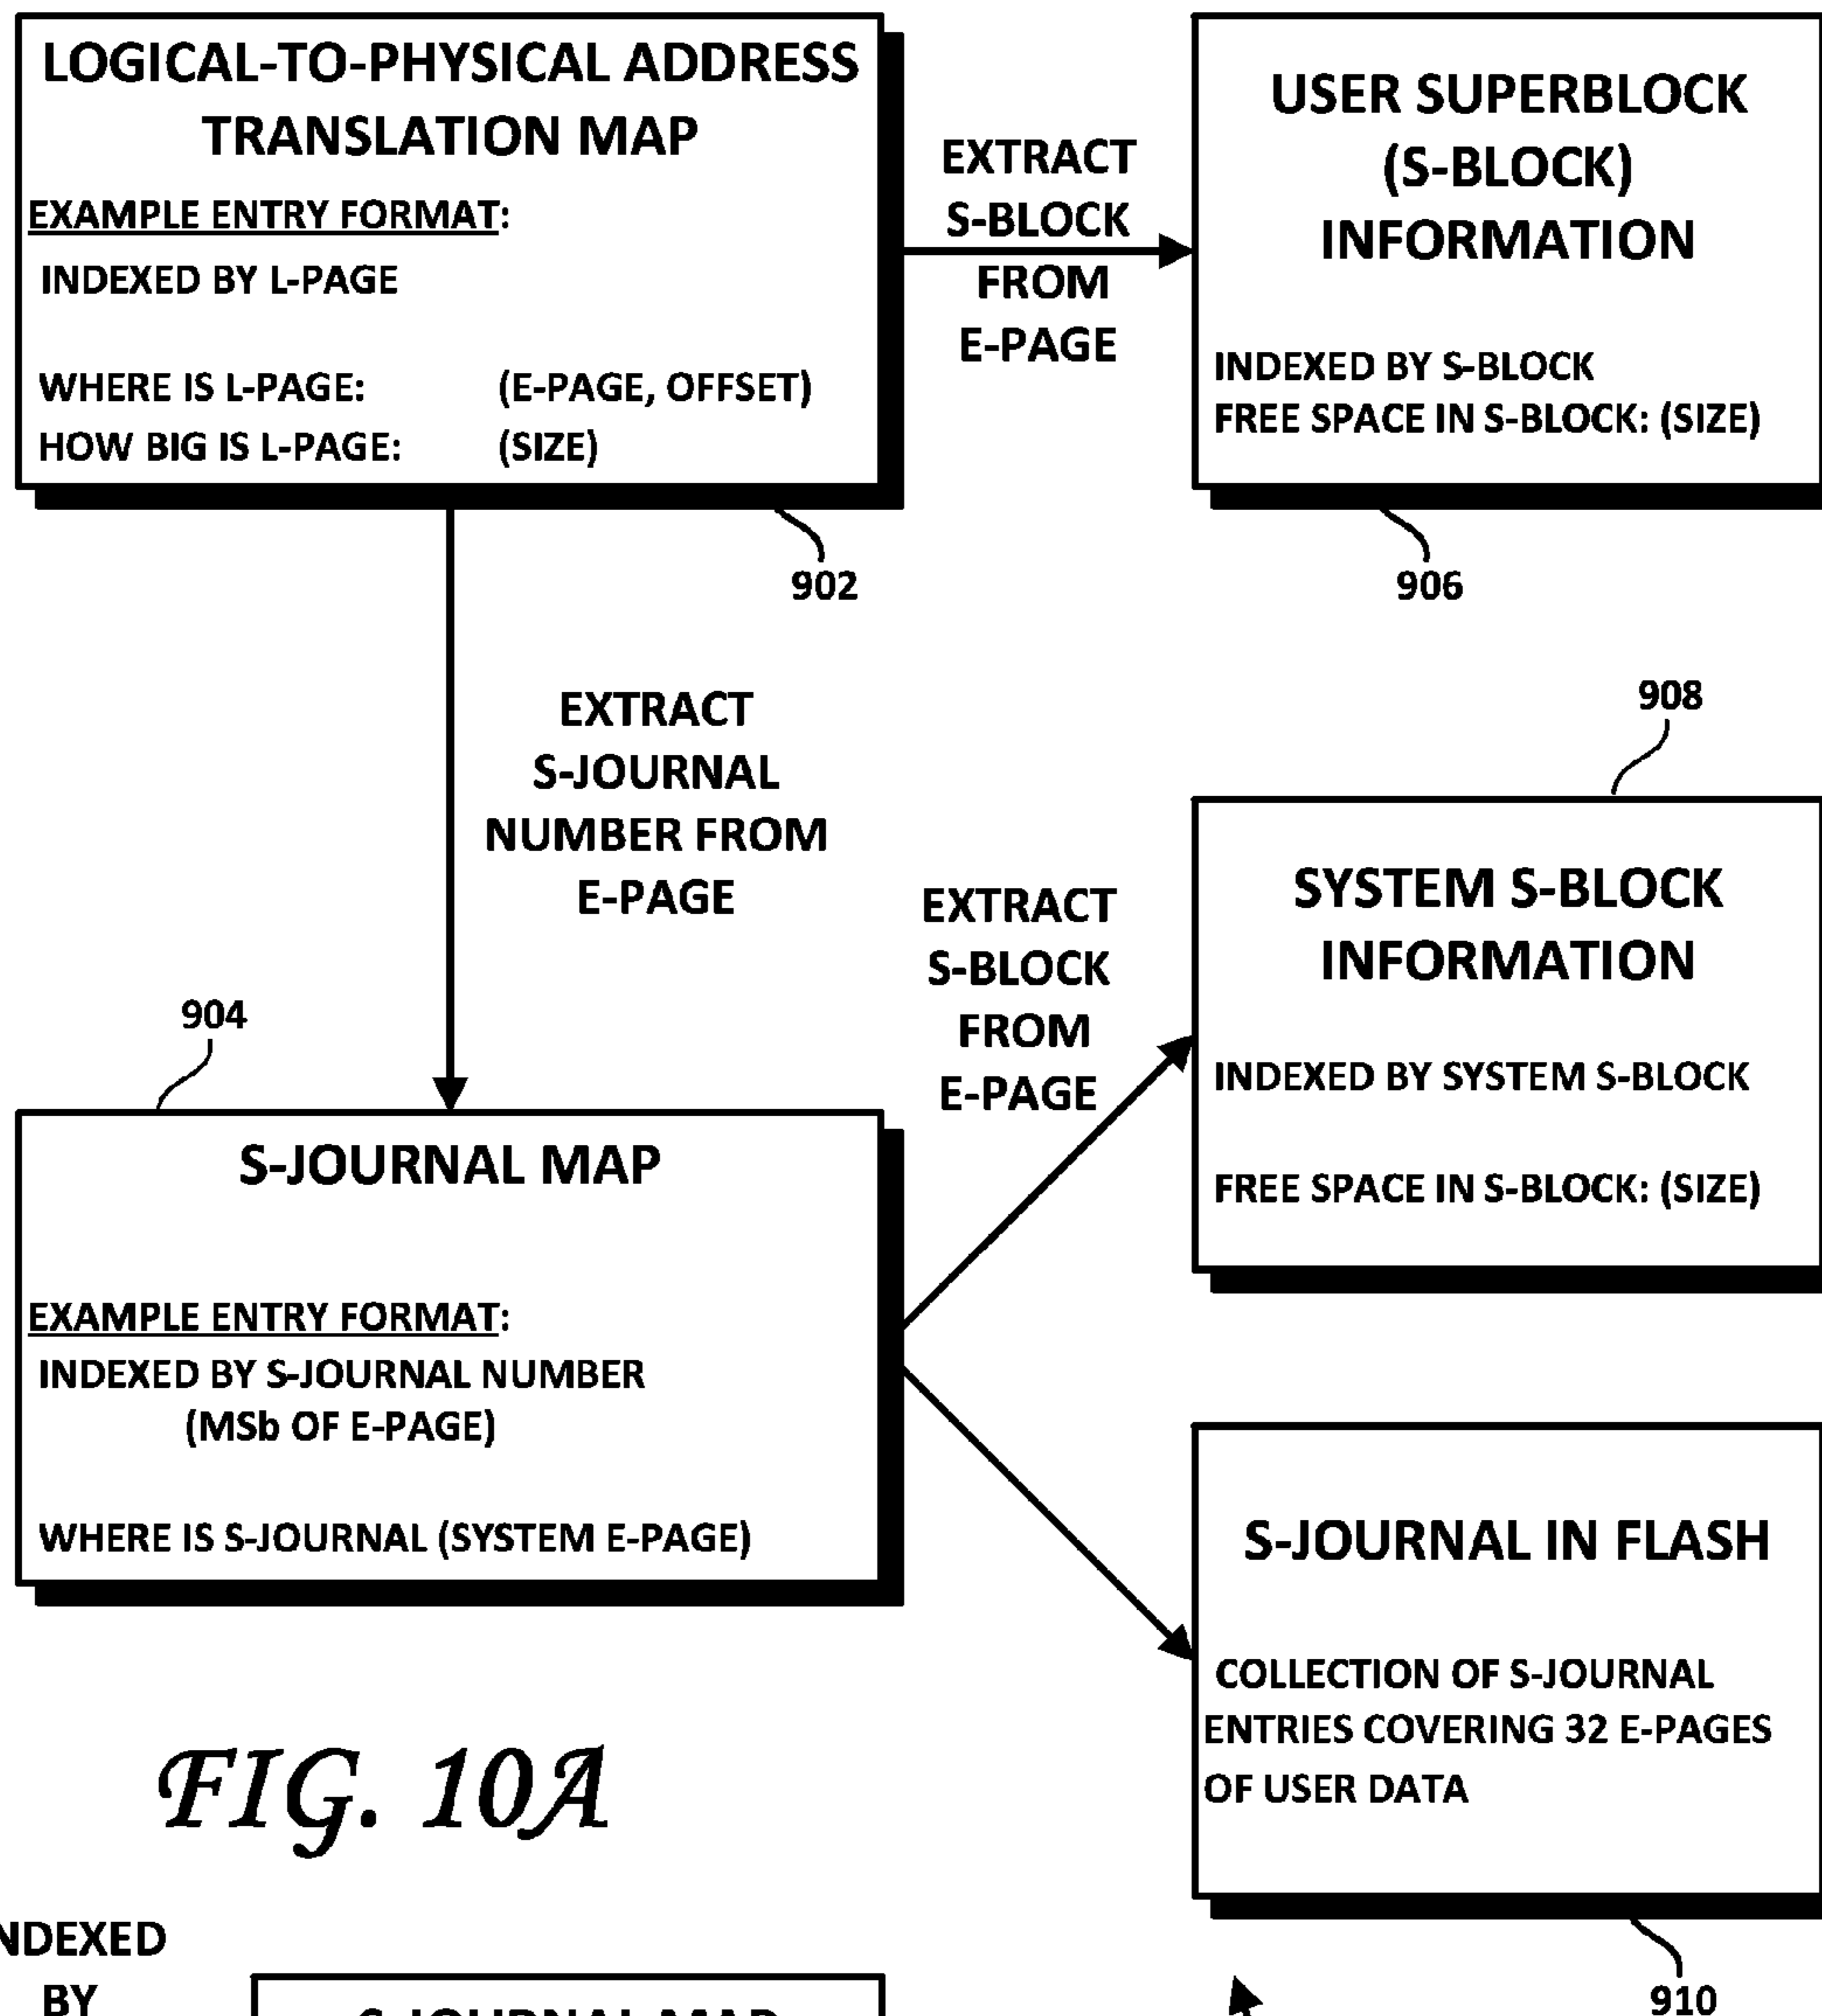 LOGICAL-TO-PHYSICAL ADDRESS
TRANSLATION MAP
EXAMPLE ENTRY FORMAT:
INDEXED BY L-PAGE
WHERE IS L-PAGE: (E-PAGE, OFFSET)
HOW BIG IS L-PAGE: (SIZE)
902
EXTRACT
S-BLOCK
FROM
E-PAGE
USER SUPERBLOCK
(S-BLOCK)
INFORMATION
INDEXED BY S-BLOCK
FREE SPACE IN S-BLOCK: (SIZE)
906
EXTRACT
S-JOURNAL
NUMBER FROM
E-PAGE
904
S-JOURNAL MAP
EXAMPLE ENTRY FORMAT:
INDEXED BY S-JOURNAL NUMBER
(MSb OF E-PAGE)
WHERE IS S-JOURNAL (SYSTEM E-PAGE)
EXTRACT
S-BLOCK
FROM
E-PAGE
908
SYSTEM S-BLOCK
INFORMATION
INDEXED BY SYSTEM S-BLOCK
FREE SPACE IN S-BLOCK: (SIZE)
S-JOURNAL IN FLASH
COLLECTION OF S-JOURNAL
ENTRIES COVERING 32 E-PAGES
OF USER DATA
910
FIG. 10A
NDEXED
BY
S-JOURNAL MAP